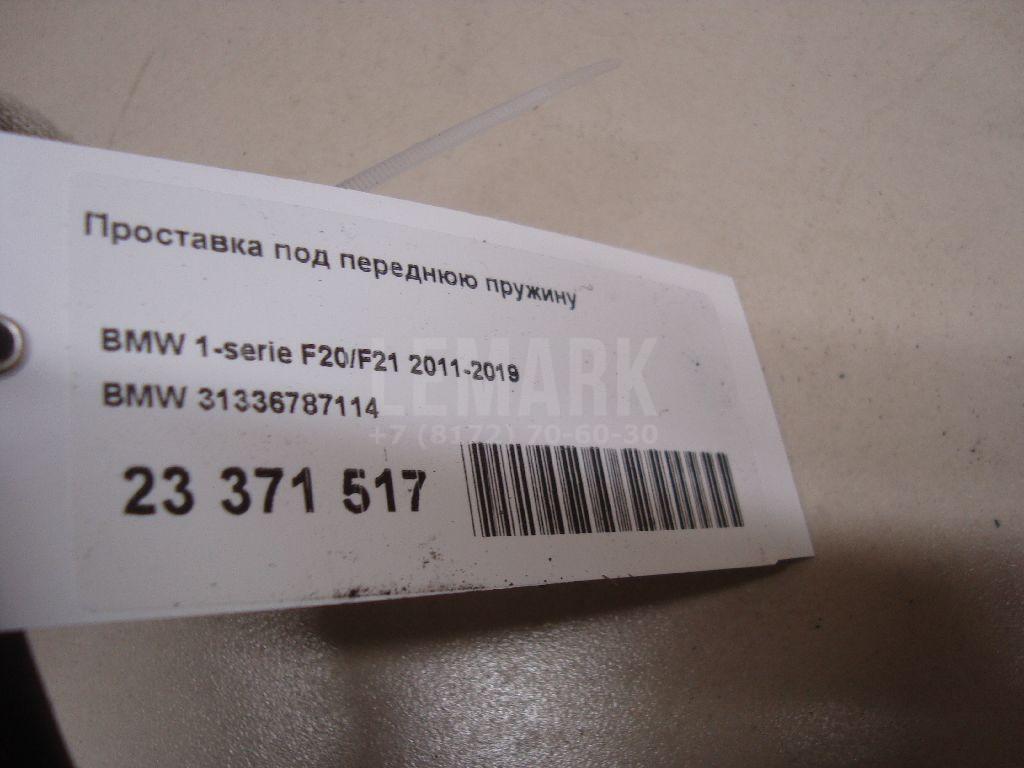 Проставка под переднюю пружину
BMW 1-serie F20/F21 2011-2019
BMW 31336787114
LEMARK
+7 (8172) 70-60-30
23 371 517